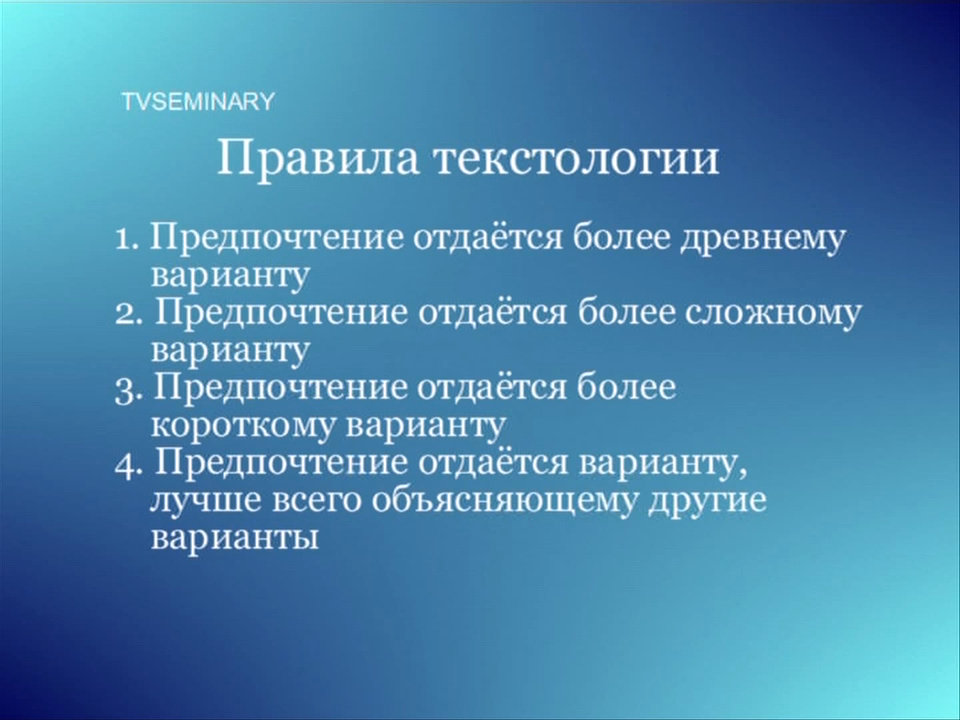 TVSEMINARY
Правила текстологии
1. Предпочтение отдаётся более древнему
варианту
2. Предпочтение отдаётся более сложному
варианту
3. Предпочтение отдаётся более
короткому варианту
4. Предпочтение отдаётся варианту,
лучше всего объясняющему другие
варианты